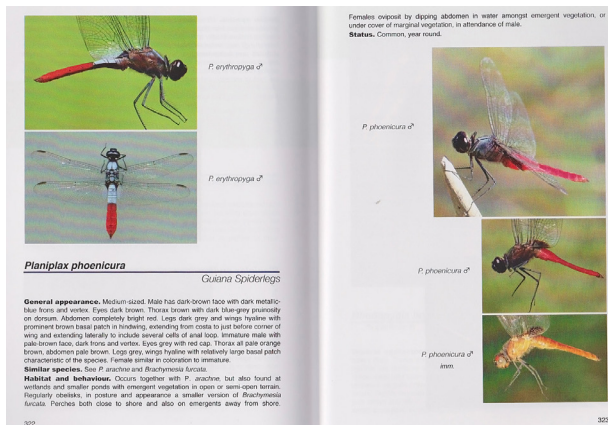 P. erythropyga ♂
P. erythropyga ♂
Planiplax phoenicura
Guiana Spiderlegs
General appearance. Medium-sized. Male has dark-brown face with dark metallic-
blue frons and vertex. Eyes dark brown. Thorax brown with dark blue-grey pruinosity
on dorsum. Abdomen completely bright red. Legs dark grey and wings hyaline with
prominent brown basal patch in hindwing, extending from costa to just before corner of
wing and extending laterally to include several cells of anal loop. Immature male with
pale-brown face, dark frons and vertex. Eyes grey with red cap. Thorax all pale orange
brown, abdomen pale brown. Legs grey, wings hyaline with relatively large basal patch
characteristic of the species. Female similar in coloration to immature.
Similar species. See P. arachne and Brachymesia furcata.
Habitat and behaviour. Occurs together with P. arachne, but also found at
wetlands and smaller ponds with emergent vegetation in open or semi-open terrain.
Regularly obelisks, in posture and appearance a smaller version of Brachymesia
furcata. Perches both close to shore and also on emergents away from shore.
322
Females oviposit by dipping abdomen in water amongst emergent vegetation, or
under cover of marginal vegetation, in attendance of male.
Status. Common, year round.
P. phoenicura ♂
P. phoenicura ♂
P. phoenicura ♂
imm.
323